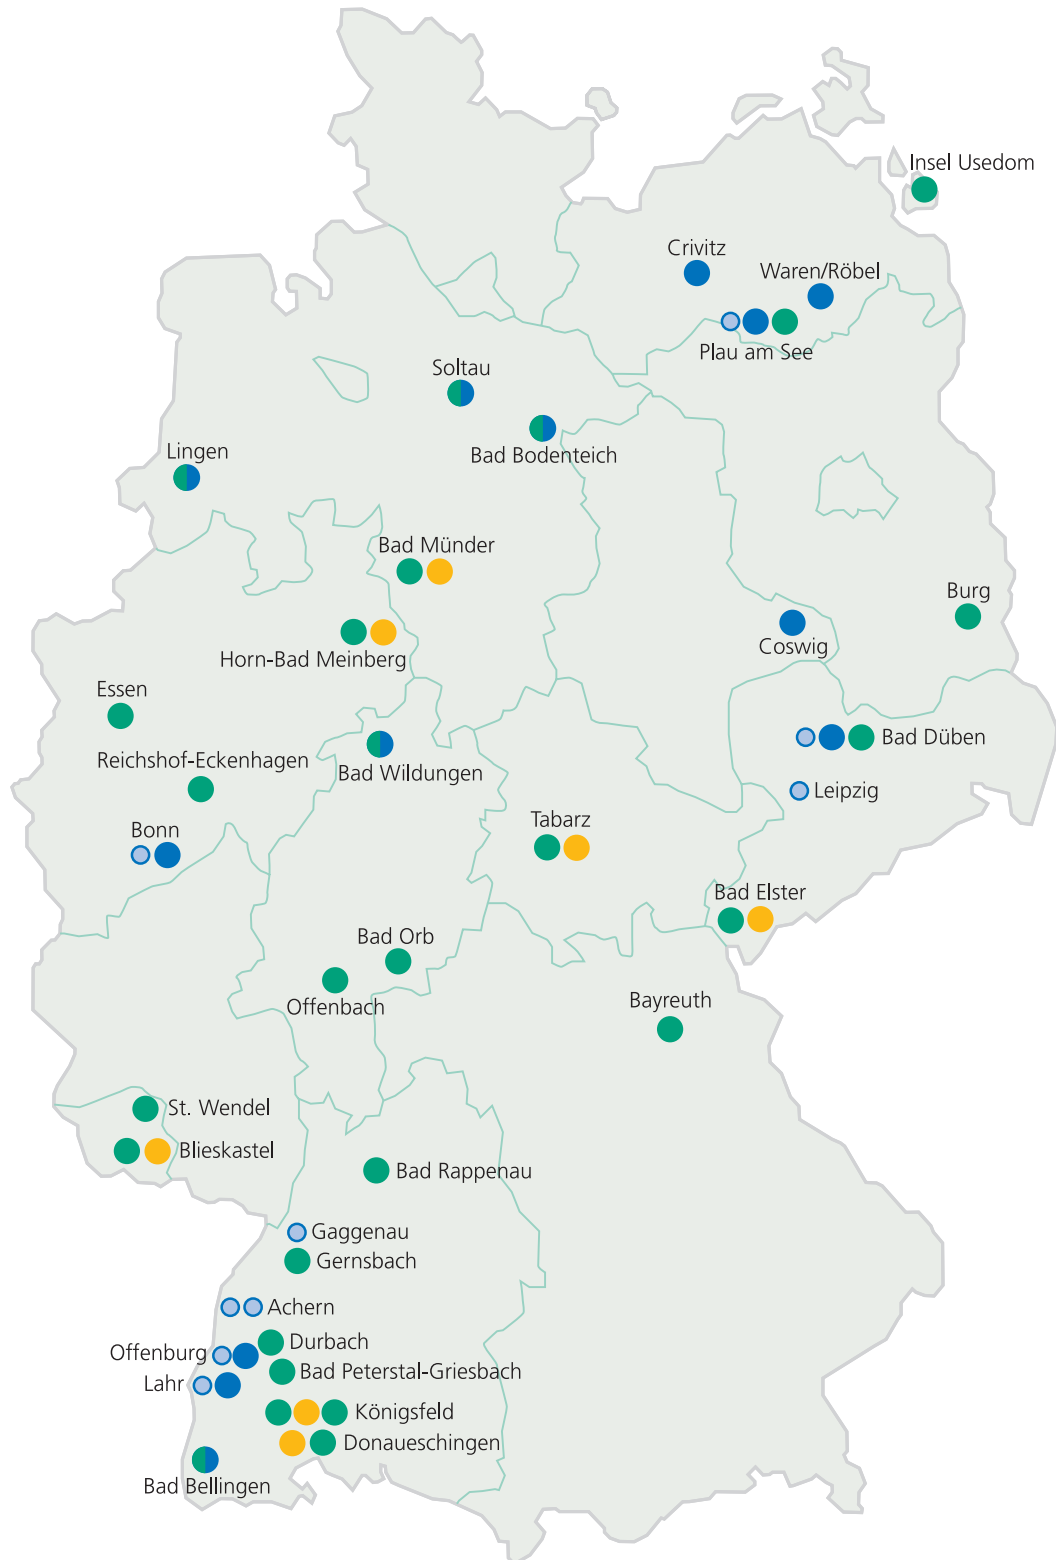 Insel Usedom
Crivitz
Waren/Röbel
Plau am See
Soltau
Bad Bodenteich
Lingen
Bad Münder
Burg
Coswig
Horn-Bad Meinberg
Essen
Bad Düben
Bad Wildungen
Reichshof-Eckenhagen
Leipzig
Tabarz
Bonn
Bad Elster
Bad Orb
Offenbach
Bayreuth
St. Wendel
Blieskastel
Bad Rappenau
Gaggenau
Gernsbach
Achern
Durbach
Offenburg
Bad Peterstal-Griesbach
Lahr
Königsfeld
Donaueschingen
Bad Bellingen